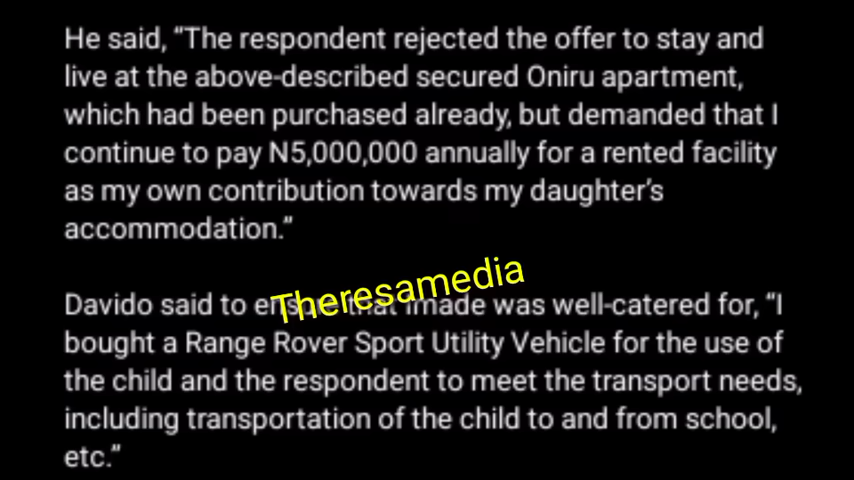 He said, “The respondent rejected the offer to stay and
live at the above-described secured Oniru apartment,
which had been purchased already, but demanded that I
continue to pay N5,000,000 annually for a rented facility
as my own contribution towards my daughter’s
accommodation.”
Theresamedia
Davido said to ensure that Imade was well-catered for, “I
bought a Range Rover Sport Utility Vehicle for the use of
the child and the respondent to meet the transport needs,
including transportation of the child to and from school,
etc.”